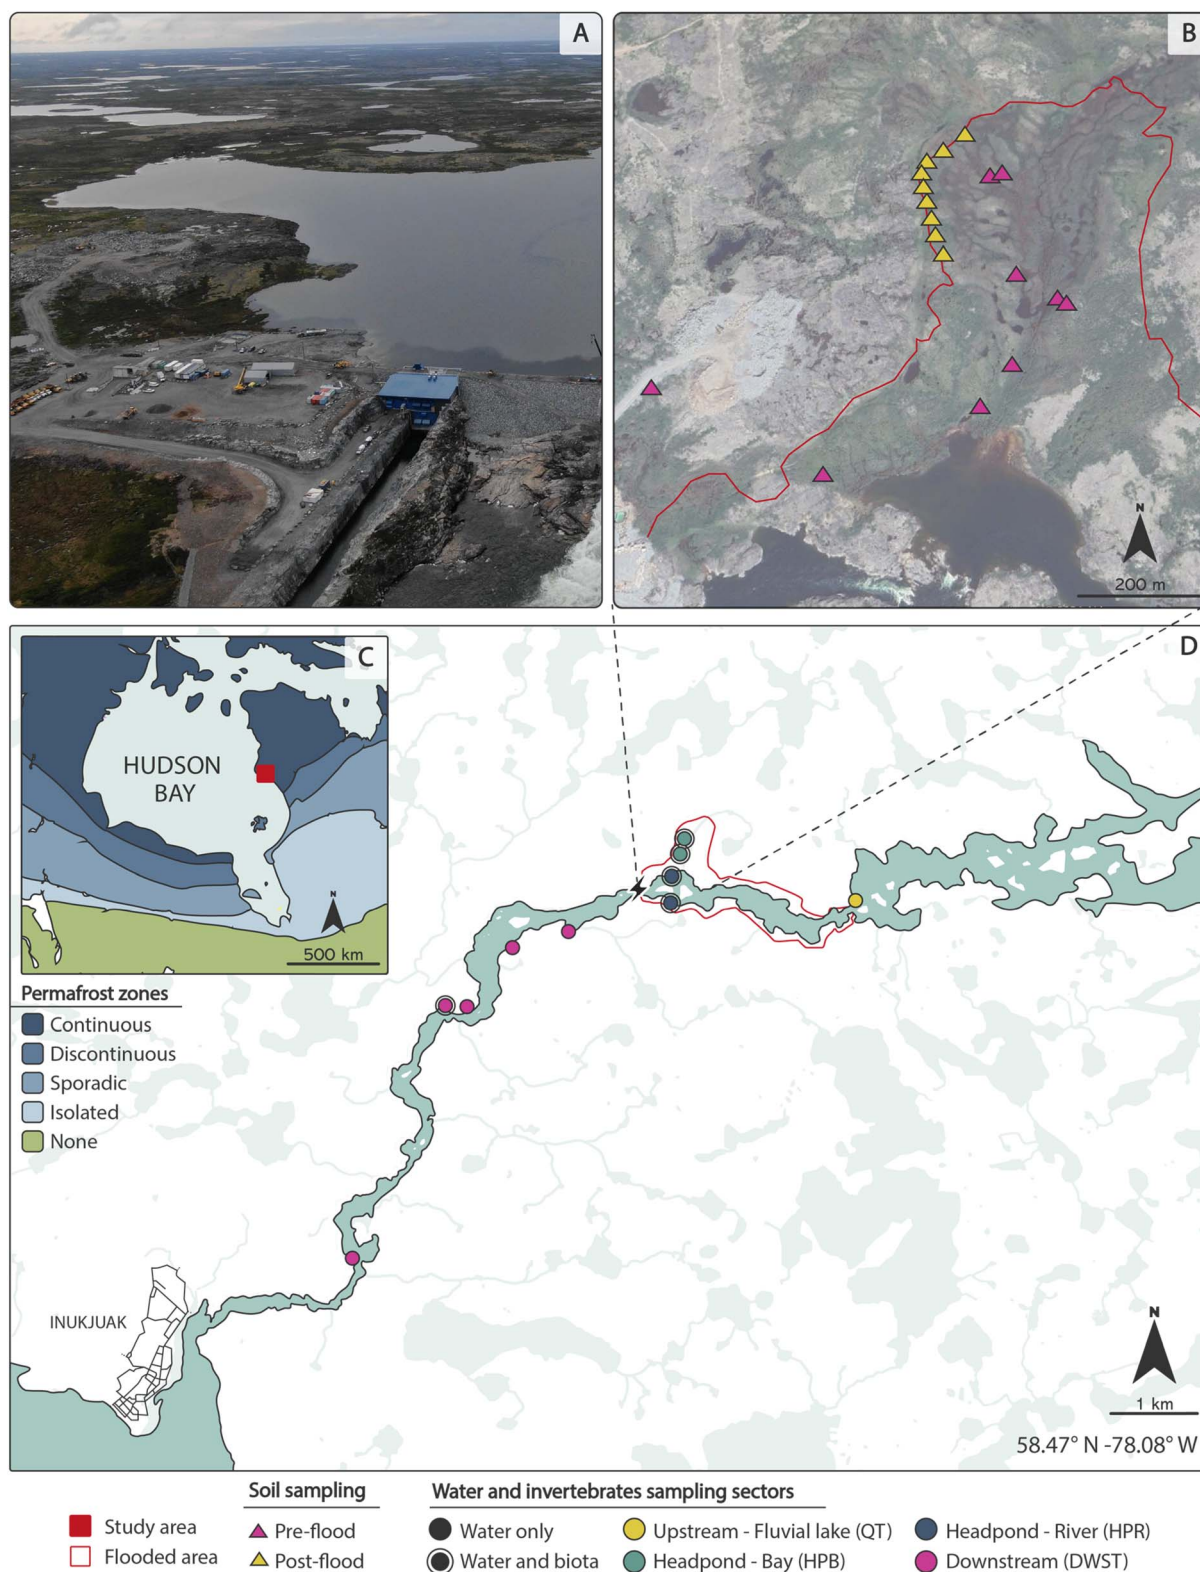 A
B
N
200 m
C
D
HUDSON
BAY
N
500 km
Permafrost zones
Continuous
Discontinuous
Sporadic
Isolated
None
INUKJUAK
N
1 km
58.47° N -78.08° W
Study area
Flooded area
Soil sampling
Pre-flood
Post-flood
Water and invertebrates sampling sectors
Water only
Water and biota
Upstream - Fluvial lake (QT)
Headpond - Bay (HPB)
Headpond - River (HPR)
Downstream (DWST)